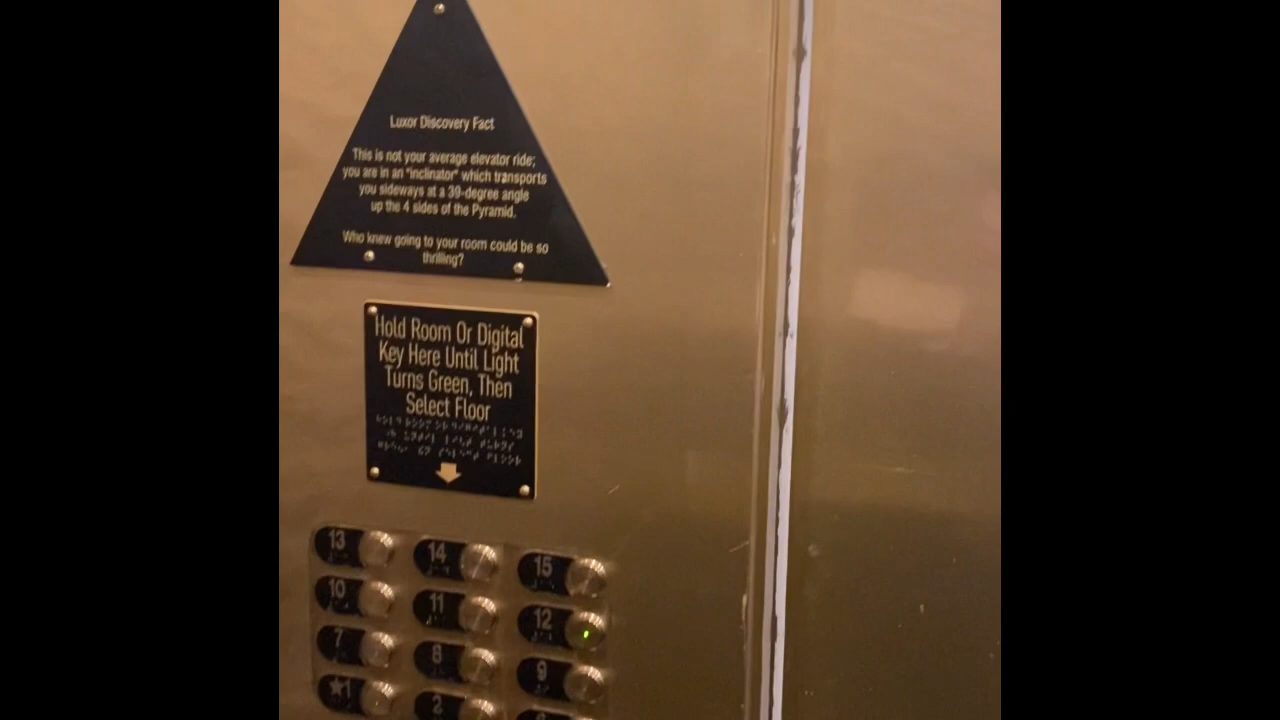 Luxor Discovery Fact
This is not your average elevator ride;
you are in an "inclinator" which transports
you sideways at a 39-degree angle
up the 4 sides of the Pyramid.
Who knew going to your room could be so
thrilling?
Hold Room Or Digital
Key Here Until Light
Turns Green, Then
Select Floor
13 14 15
10 11 12
7 8 9
★1 2